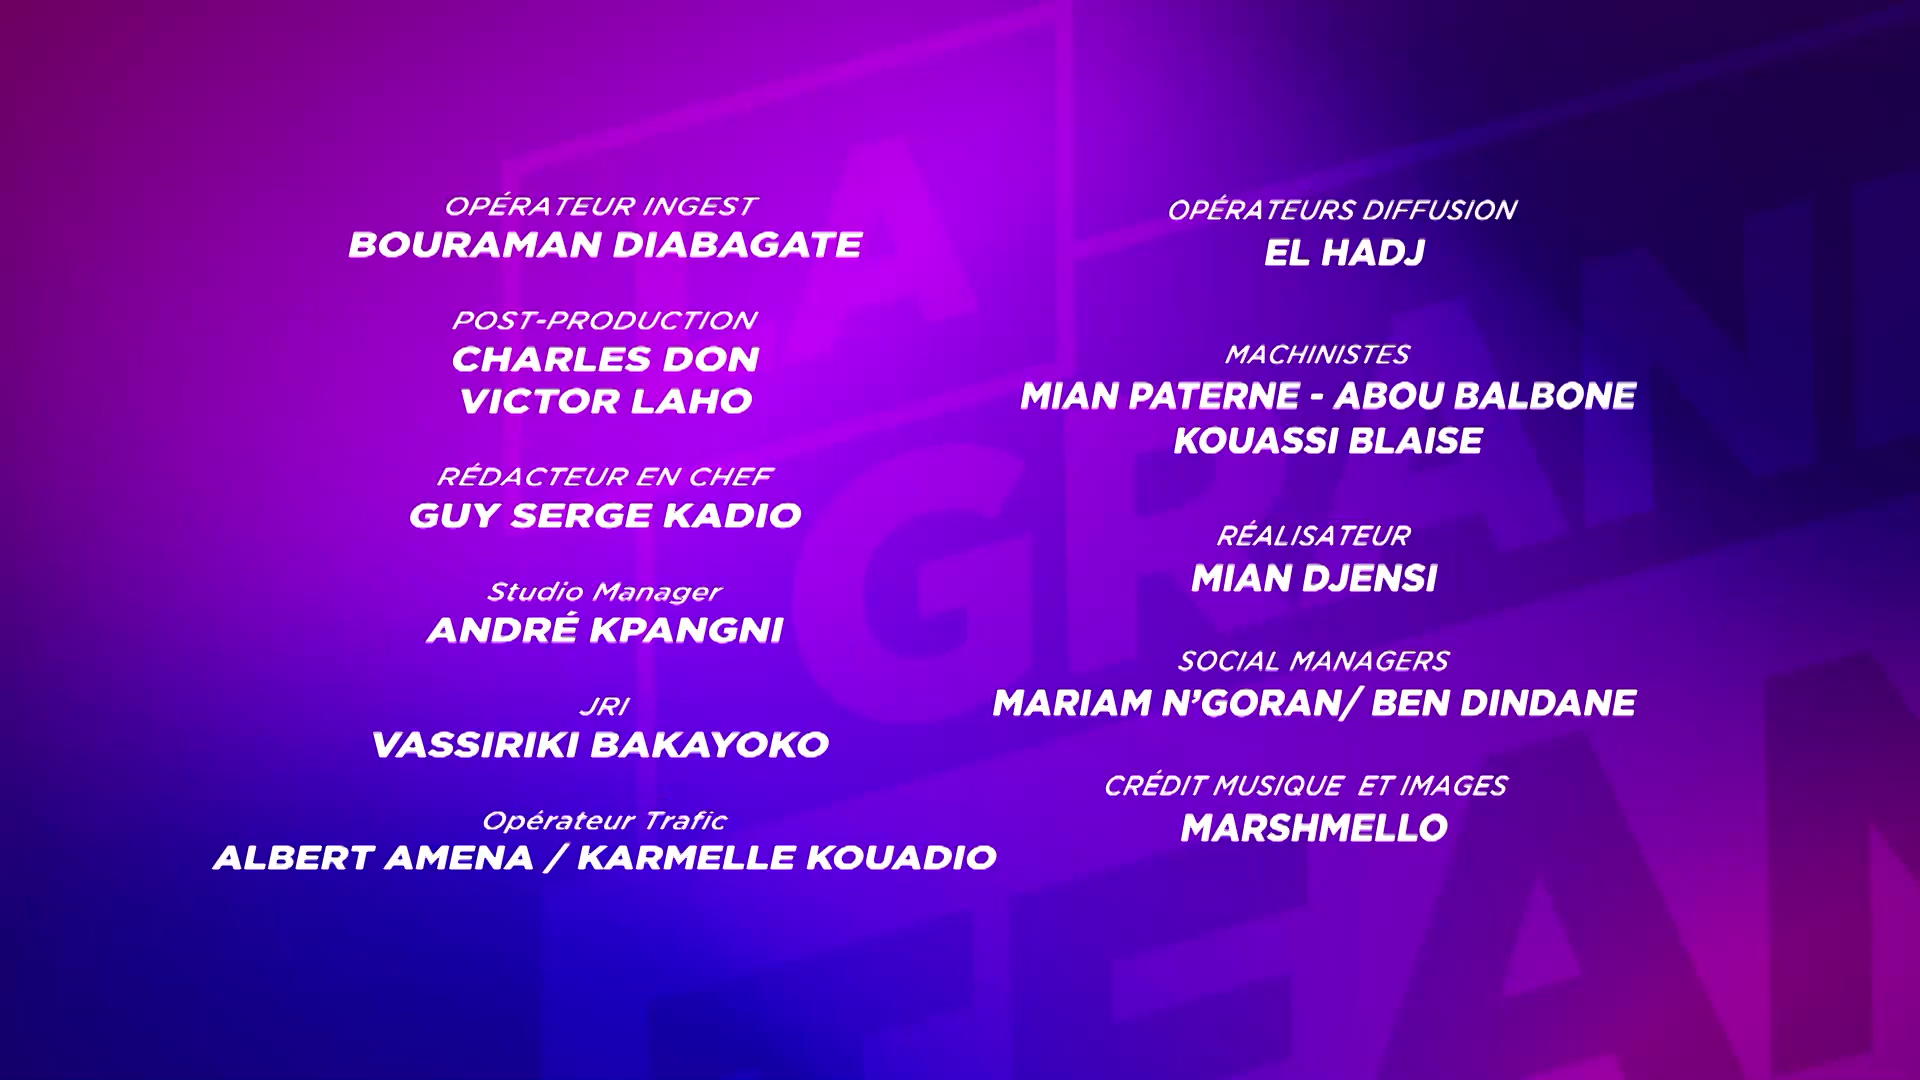 OPÉRATEUR INGEST
BOURAMAN DIABAGATE
POST-PRODUCTION
CHARLES DON
VICTOR LAHO
RÉDACTEUR EN CHEF
GUY SERGE KADIO
Studio Manager
ANDRÉ KPANGNI
JRI
VASSIRIKI BAKAYOKO
Opérateur Trafic
ALBERT AMENA / KARMELLE KOUADIO
OPÉRATEURS DIFFUSION
EL HADJ
MACHINISTES
MIAN PATERNE - ABOU BALBONE
KOUASSI BLAISE
RÉALISATEUR
MIAN DJENSI
SOCIAL MANAGERS
MARIAM N'GORAN/ BEN DINDANE
CRÉDIT MUSIQUE  ET IMAGES
MARSHMELLO
LA
GRAND